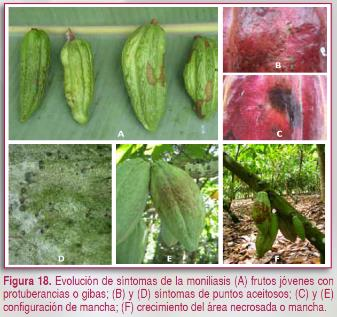 A
B
C
D
E
F
Figura 18. Evolución de síntomas de la moniliasis (A) frutos jóvenes con
protuberancias o gibas; (B) y (D) síntomas de puntos aceitosos; (C) y (E)
configuración de mancha; (F) crecimiento del área necrosada o mancha.